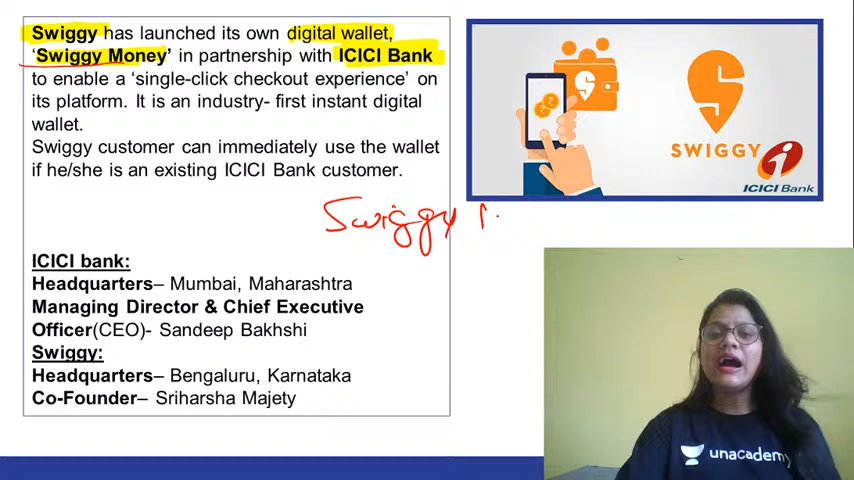 Swiggy has launched its own digital wallet,
‘Swiggy Money’ in partnership with ICICI Bank
to enable a ‘single-click checkout experience’ on
its platform. It is an industry- first instant digital
wallet.
Swiggy customer can immediately use the wallet
if he/she is an existing ICICI Bank customer.
SWIGGY
ICICI Bank
Swiggy
ICICI bank:
Headquarters– Mumbai, Maharashtra
Managing Director & Chief Executive
Officer(CEO)- Sandeep Bakhshi
Swiggy:
Headquarters– Bengaluru, Karnataka
Co-Founder– Sriharsha Majety
unacademy